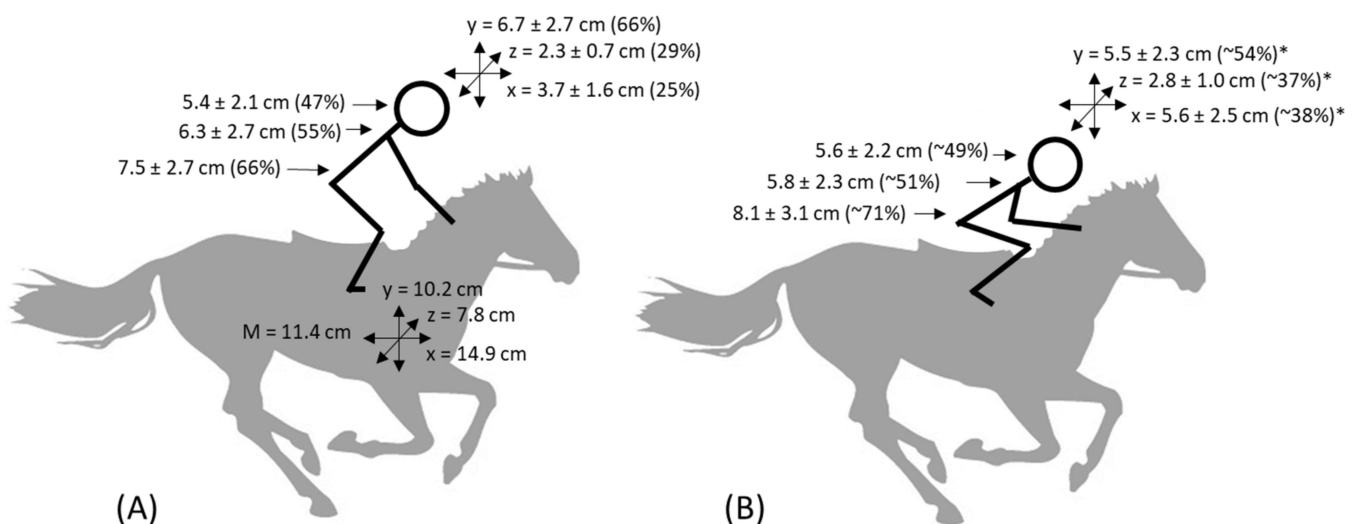 y = 6.7 ± 2.7 cm (66%)
z = 2.3 ± 0.7 cm (29%)
x = 3.7 ± 1.6 cm (25%)
5.4 ± 2.1 cm (47%)
6.3 ± 2.7 cm (55%)
7.5 ± 2.7 cm (66%)
y = 10.2 cm
z = 7.8 cm
M = 11.4 cm
x = 14.9 cm
(A)
y = 5.5 ± 2.3 cm (~54%)*
z = 2.8 ± 1.0 cm (~37%)*
x = 5.6 ± 2.5 cm (~38%)*
5.6 ± 2.2 cm (~49%)
5.8 ± 2.3 cm (~51%)
8.1 ± 3.1 cm (~71%)
(B)